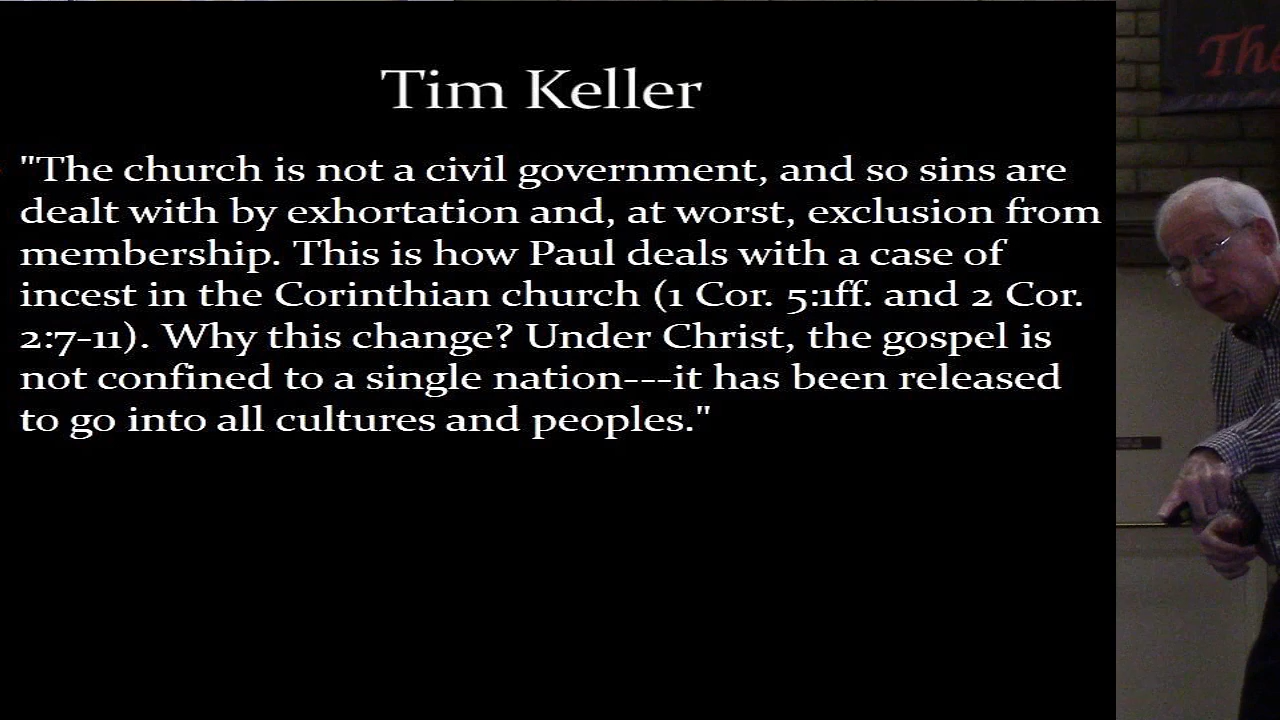 Tim Keller
"The church is not a civil government, and so sins are
dealt with by exhortation and, at worst, exclusion from
membership. This is how Paul deals with a case of
incest in the Corinthian church (1 Cor. 5:1ff. and 2 Cor.
2:7-11). Why this change? Under Christ, the gospel is
not confined to a single nation---it has been released
to go into all cultures and peoples."
The